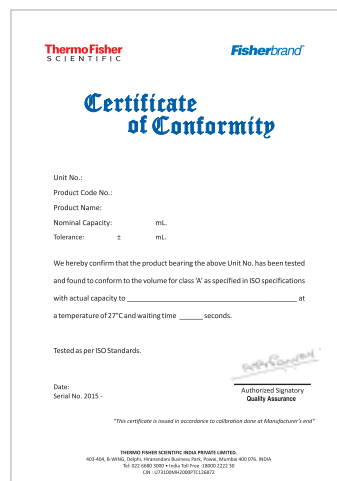 ThermoFisher
SCIENTIFIC
Fisherbrand
Certificate
of Conformity
Unit No.:
Product Code No.:
Product Name:
Nominal Capacity: mL.
Tolerance: ± mL.
We hereby confirm that the product bearing the above Unit No. has been tested
and found to conform to the volume for class 'A' as specified in ISO specifications
with actual capacity to ______ at
a temperature of 27°C and waiting time ______ seconds.
Tested as per ISO Standards.
Date:
Serial No. 2015 -
Authorized Signatory
Quality Assurance
"This certificate is issued in accordance to calibration done at Manufacturer's end"
THERMO FISHER SCIENTIFIC INDIA PRIVATE LIMITED.
403-404, B-WING, Delphi, Hiranandani Business Park, Powai, Mumbai 400 076. INDIA
Tel: 022 6680 3000 • India Toll Free :18000 2222 30
CIN : U73100MH2000PTC126872